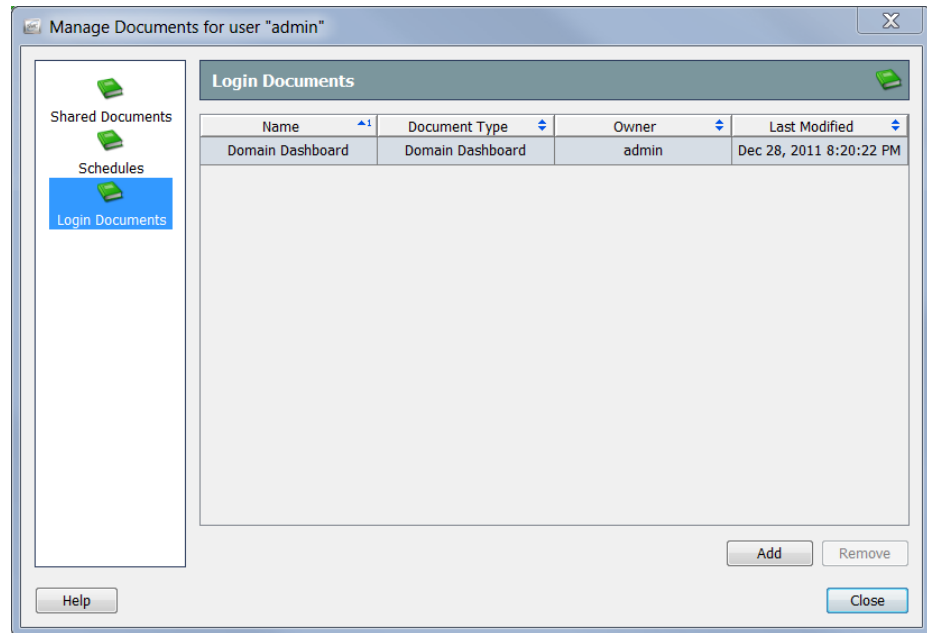 Manage Documents for user "admin"
Shared Documents
Schedules
Login Documents
Login Documents
Name 1 Document Type Owner Last Modified
Domain Dashboard Domain Dashboard admin Dec 28, 2011 8:20:22 PM
Add Remove
Help Close